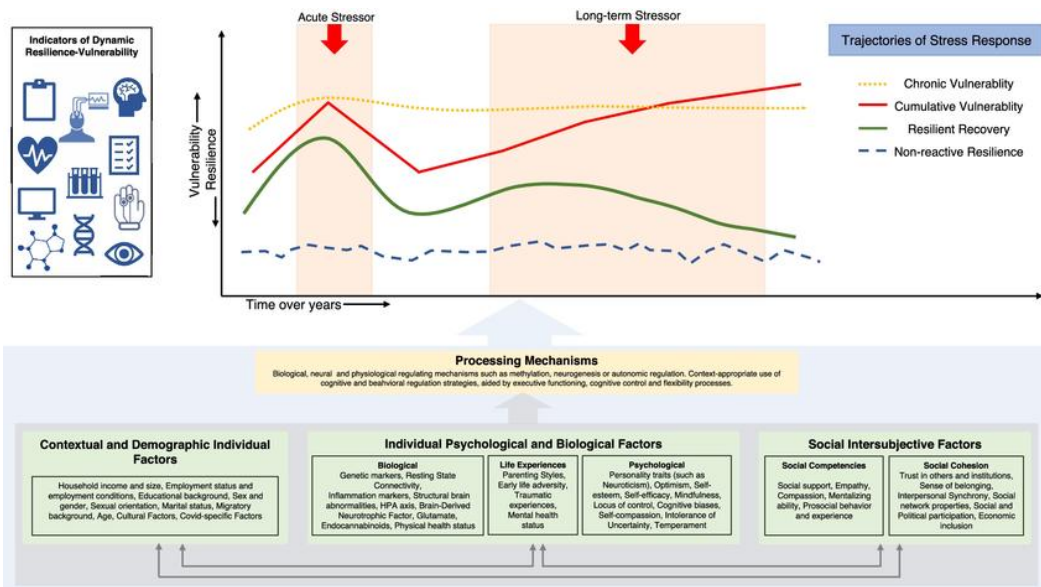 Indicators of Dynamic
Resilience-Vulnerability
Acute Stressor
Long-term Stressor
Vulnerability
Resilience
Time over years
Trajectories of Stress Response
Chronic Vulnerablity
Cumulative Vulnerablity
Resilient Recovery
Non-reactive Resilience
Processing Mechanisms
Biological, neural and physiological regulating mechanisms such as methylation, neurogenesis or autonomic regulation. Context-appropriate use of
cognitive and beahvioral regulation strategies, aided by executive functioning, cognitive control and flexibility processes.
Contextual and Demographic Individual
Factors
Household income and size, Employment status and
employment conditions, Educational background, Sex and
gender, Sexual orientation, Marital status, Migratory
background, Age, Cultural Factors, Covid-specific Factors
Individual Psychological and Biological Factors
Biological
Genetic markers, Resting State
Connectivity,
Inflammation markers, Structural brain
abnormalities, HPA axis, Brain-Derived
Neurotrophic Factor, Glutamate,
Endocannabinoids, Physical health status
Life Experiences
Parenting Styles,
Early life adversity,
Traumatic
experiences,
Mental health
status
Psychological
Personality traits (such as
Neuroticism), Optimism, Self-
esteem, Self-efficacy, Mindfulness,
Locus of control, Cognitive biases,
Self-compassion, Intolerance of
Uncertainty, Temperament
Social Intersubjective Factors
Social Competencies
Social support, Empathy,
Compassion, Mentalizing
ability, Prosocial behavior
and experience
Social Cohesion
Trust in others and institutions,
Sense of belonging,
Interpersonal Synchrony, Social
network properties, Social and
Political participation, Economic
inclusion